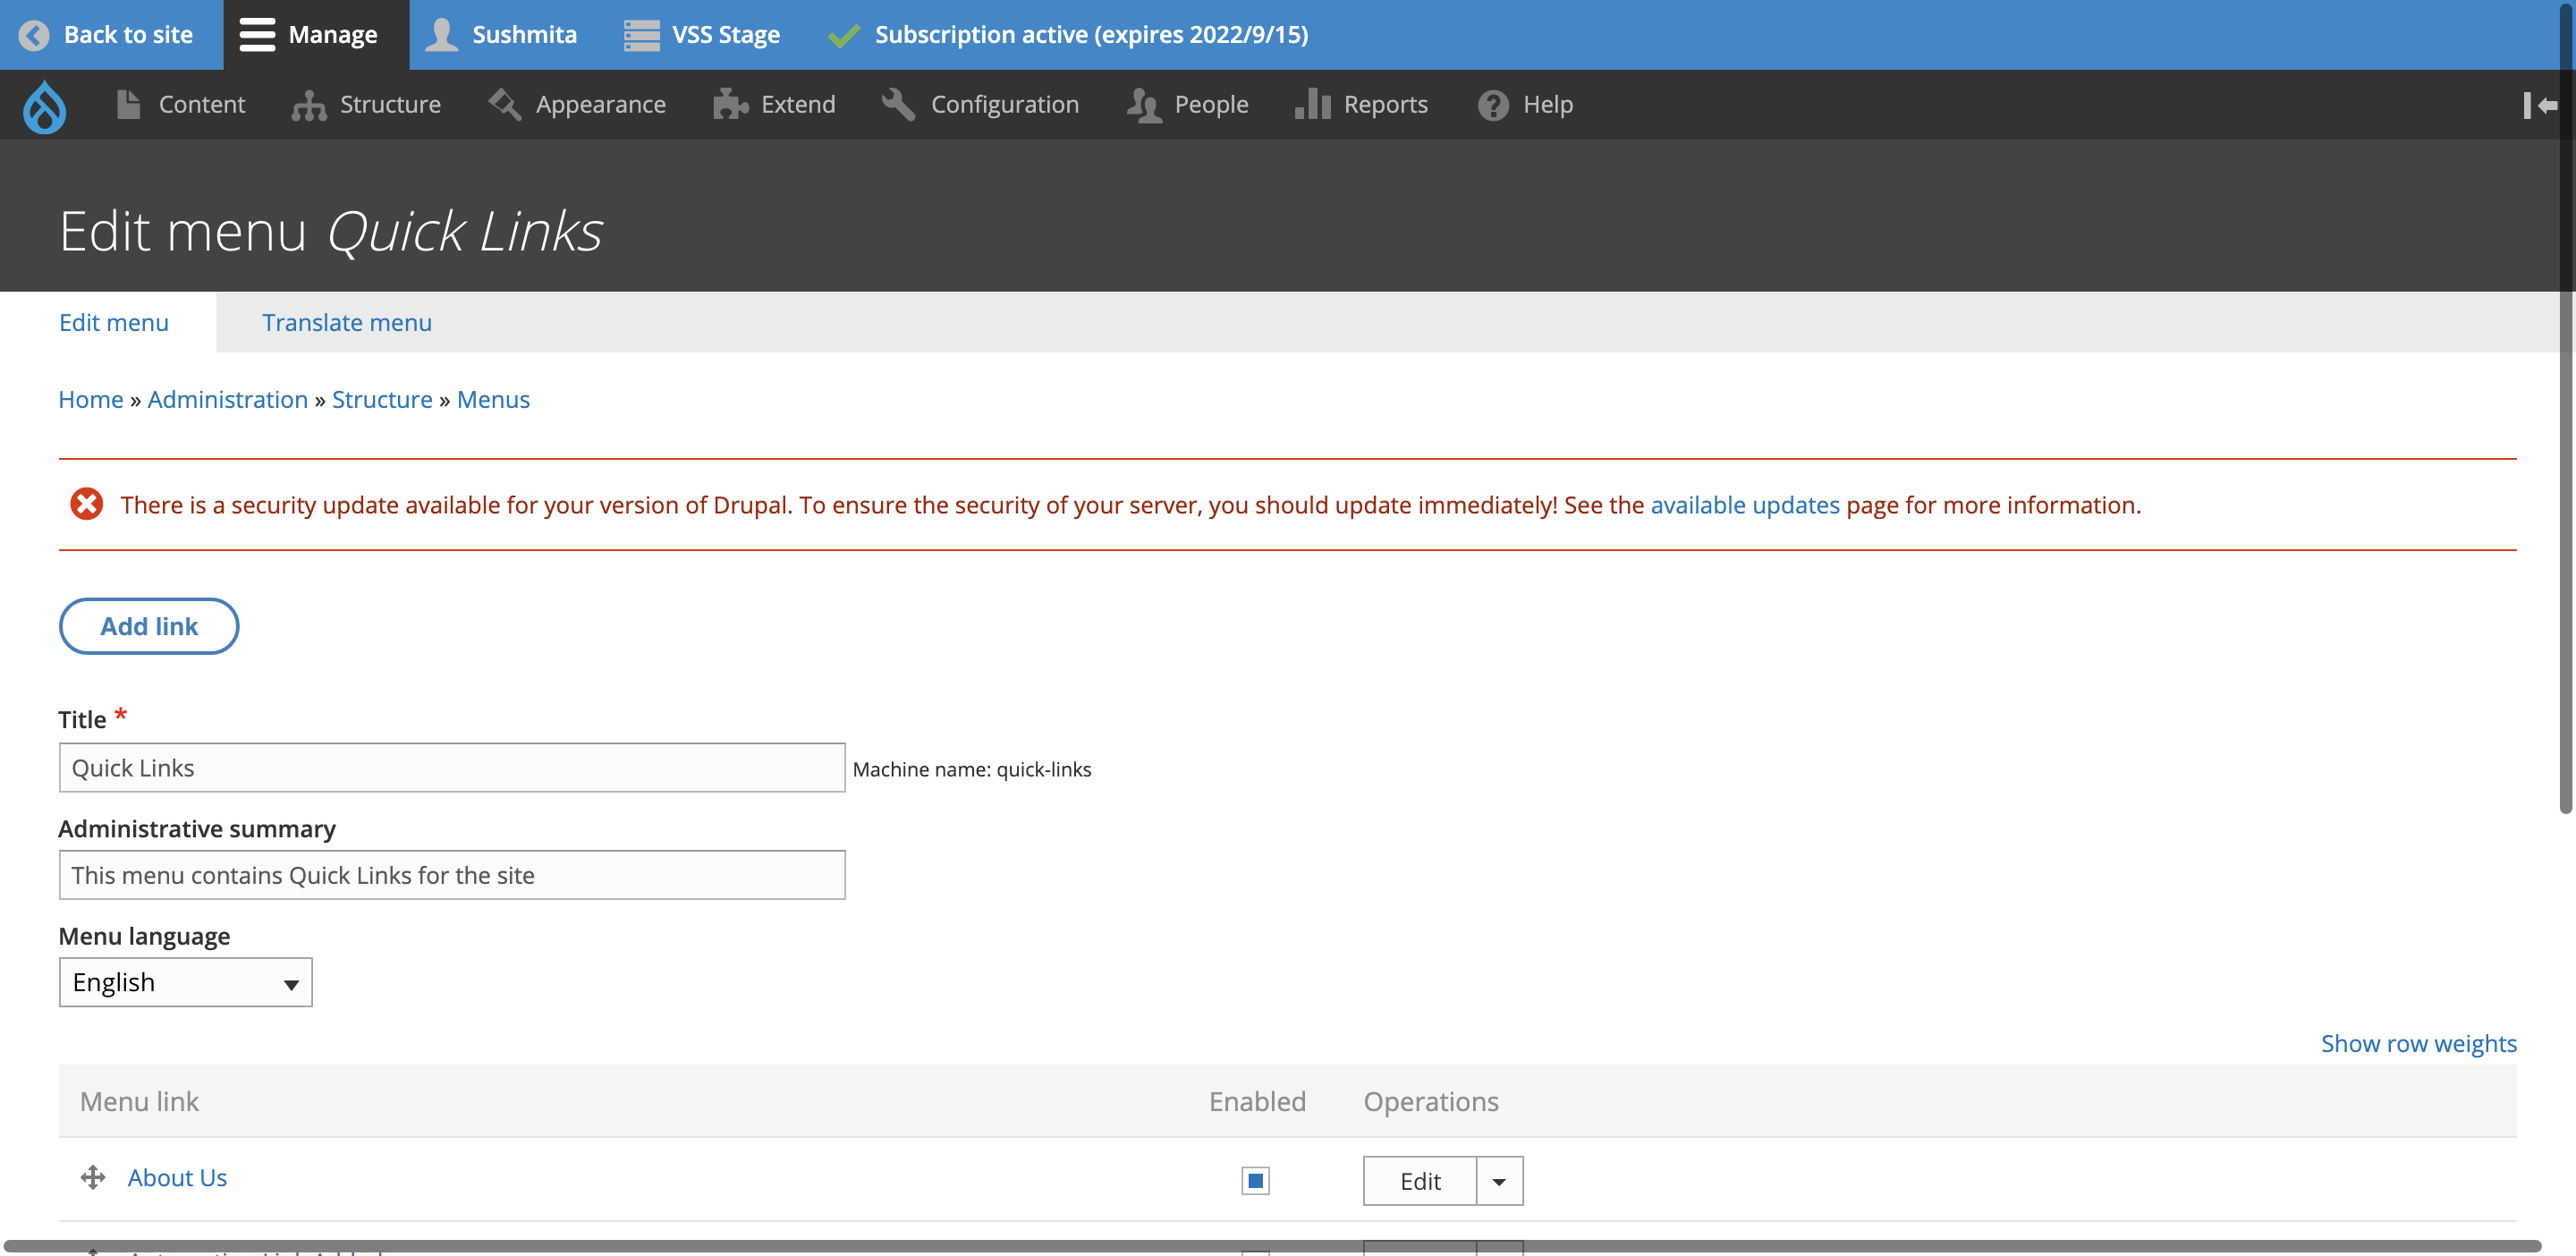 Back to site Manage Sushmita VSS Stage Subscription active (expires 2022/9/15)
Content Structure Appearance Extend Configuration People Reports Help
Edit menu Quick Links
Edit menu Translate menu
Home » Administration » Structure » Menus
There is a security update available for your version of Drupal. To ensure the security of your server, you should update immediately! See the available updates page for more information.
Add link
Title *
Quick Links Machine name: quick-links
Administrative summary
This menu contains Quick Links for the site
Menu language
English
Show row weights
Menu link Enabled Operations
About Us Edit